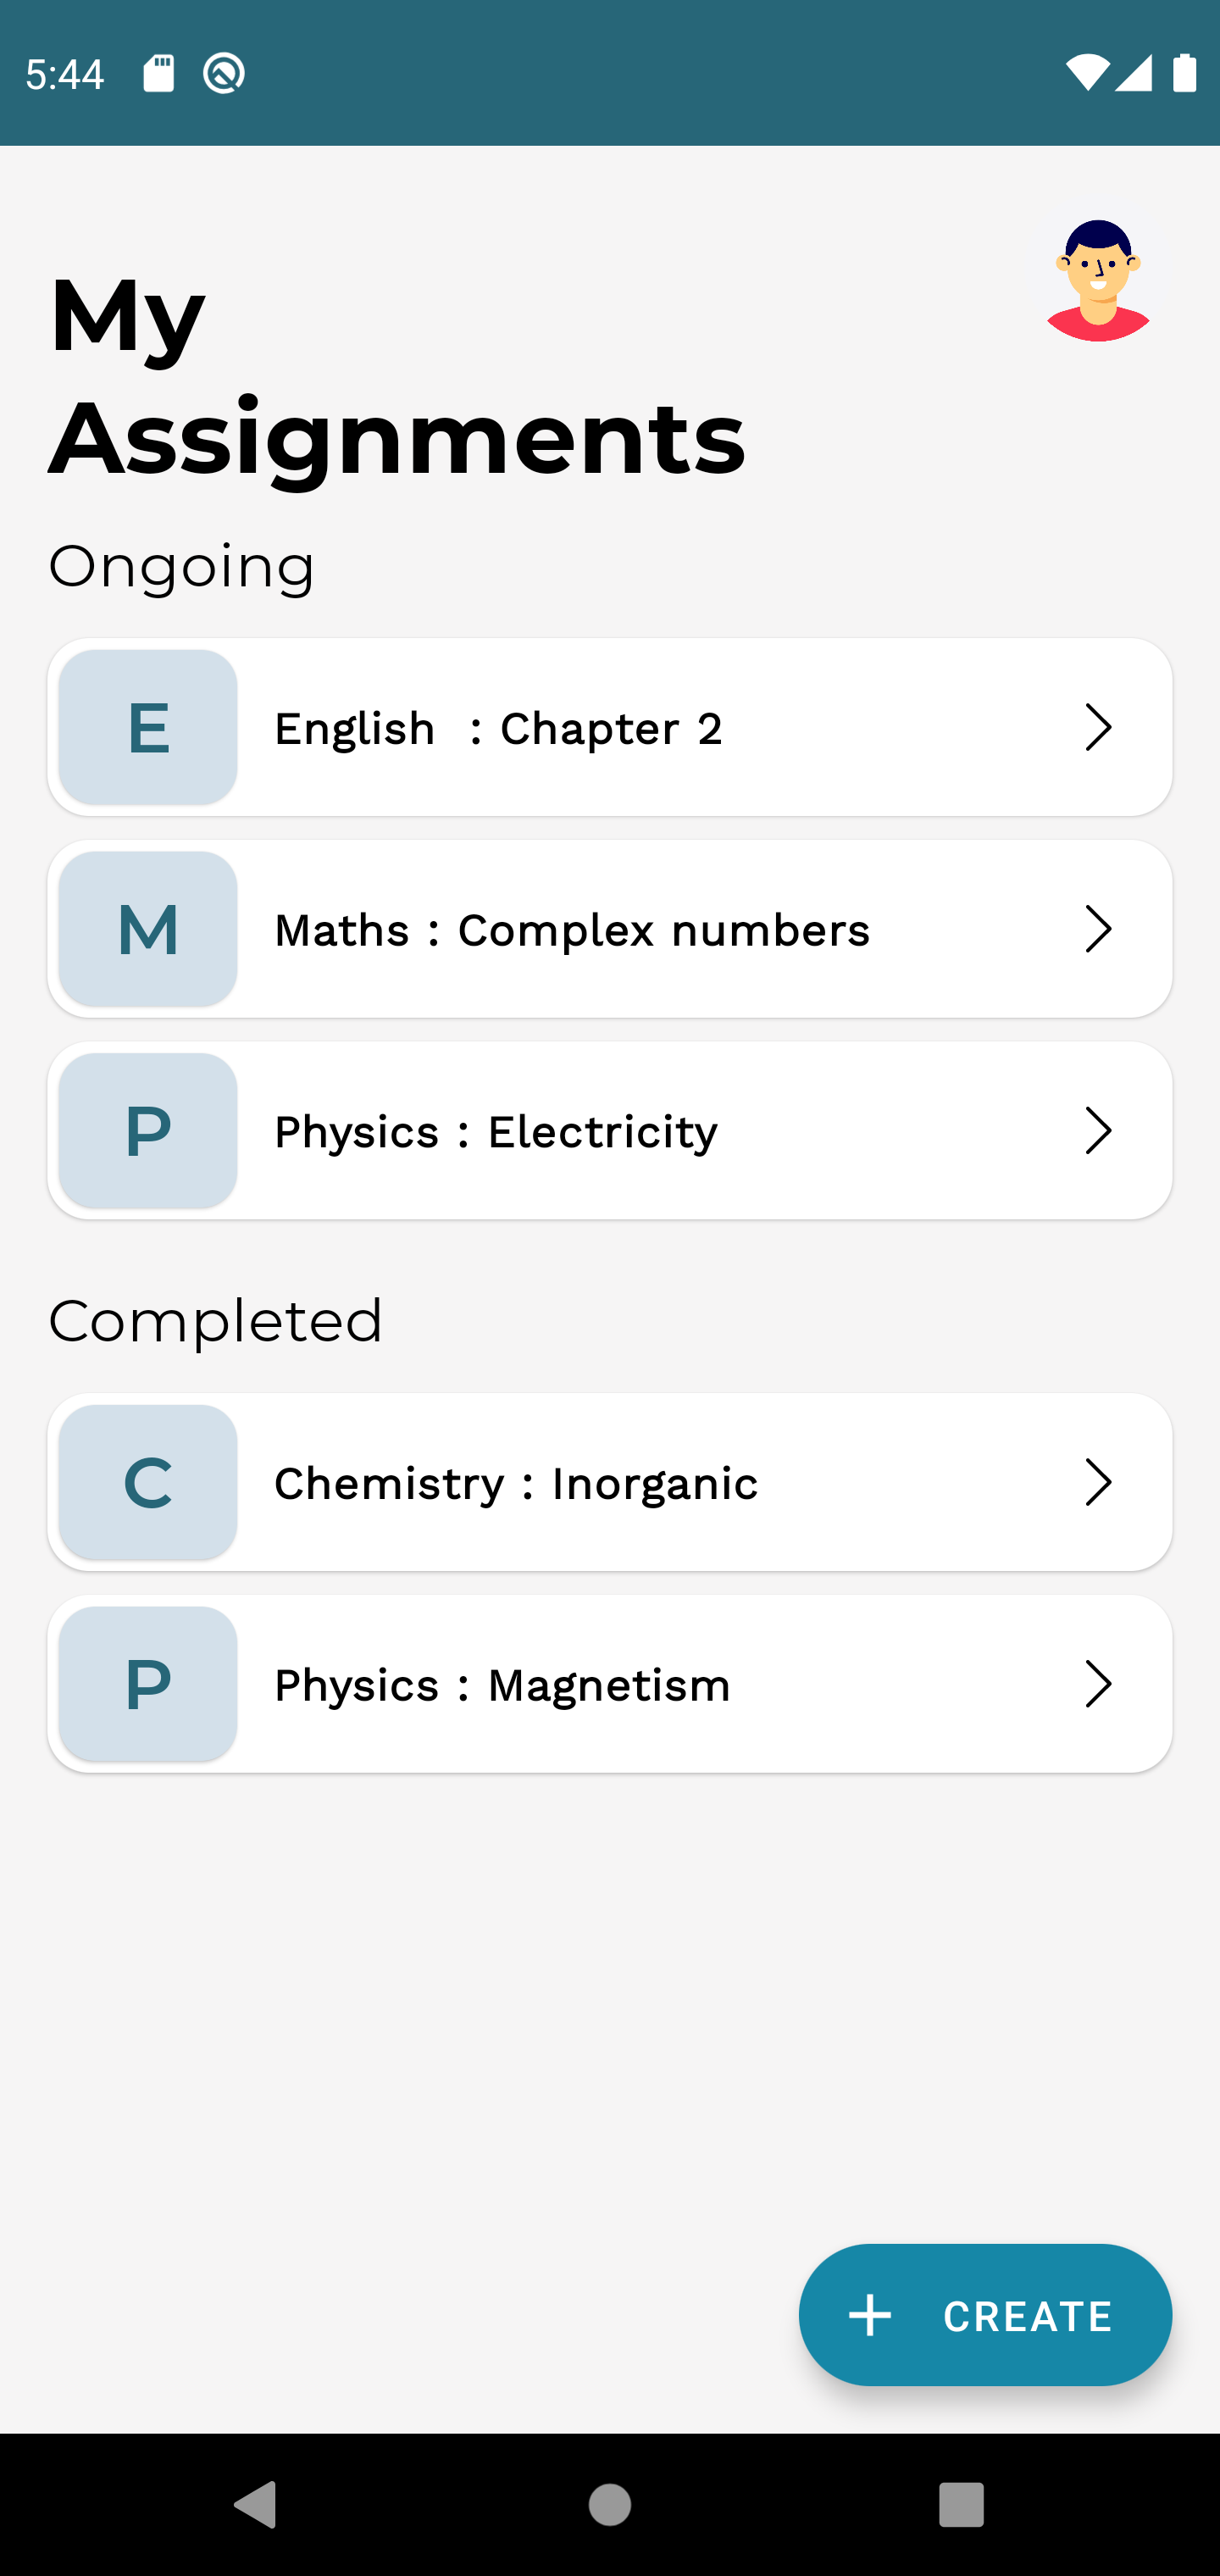 5:44
My
Assignments
Ongoing
E
English  : Chapter 2
M
Maths : Complex numbers
P
Physics : Electricity
Completed
C
Chemistry : Inorganic
P
Physics : Magnetism
+ CREATE